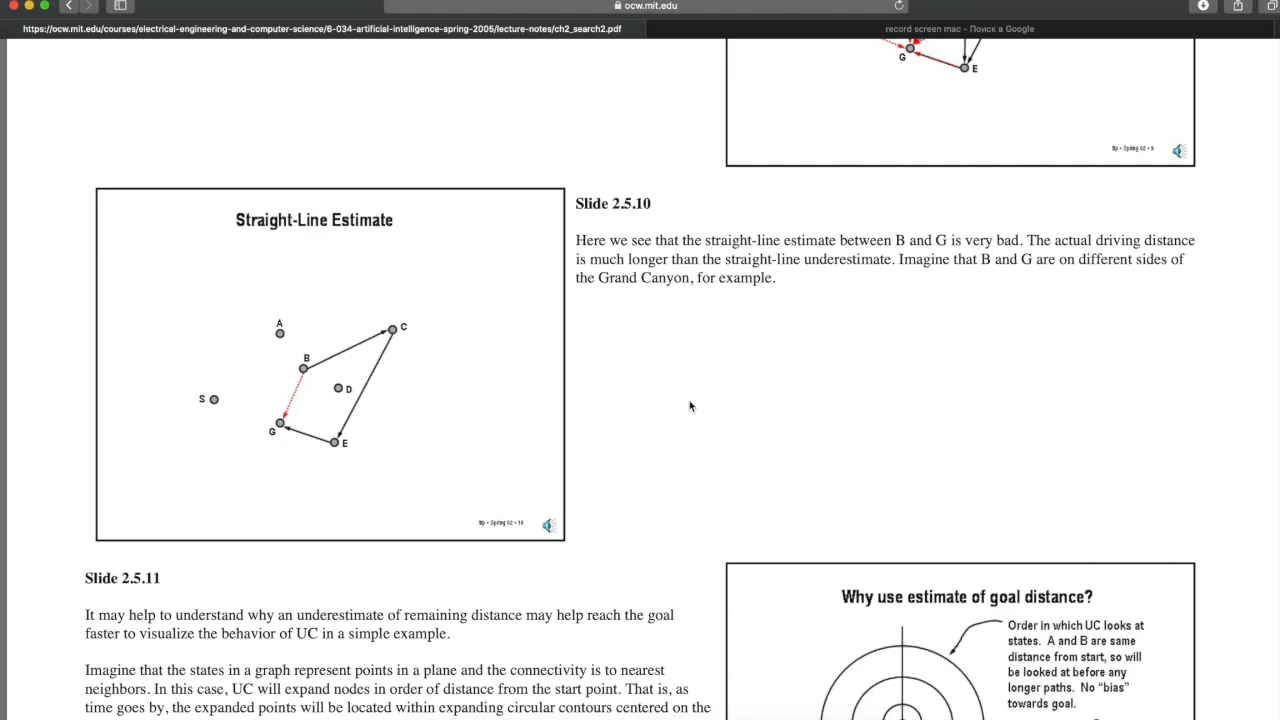 ocw.mit.edu
https://ocw.mit.edu/courses/electrical-engineering-and-computer-science/6-034-artificial-intelligence-spring-2005/lecture-notes/ch2_search2.pdf
record screen mac - Поиск в Google
G
E
tlp • Spring 02 • 9
Straight-Line Estimate
A
C
B
D
S
G
E
tlp • Spring 02 • 10
Slide 2.5.10
Here we see that the straight-line estimate between B and G is very bad. The actual driving distance
is much longer than the straight-line underestimate. Imagine that B and G are on different sides of
the Grand Canyon, for example.
Slide 2.5.11
It may help to understand why an underestimate of remaining distance may help reach the goal
faster to visualize the behavior of UC in a simple example.
Imagine that the states in a graph represent points in a plane and the connectivity is to nearest
neighbors. In this case, UC will expand nodes in order of distance from the start point. That is, as
time goes by, the expanded points will be located within expanding circular contours centered on the
Why use estimate of goal distance?
Order in which UC looks at
states. A and B are same
distance from start, so will
be looked at before any
longer paths. No “bias”
towards goal.